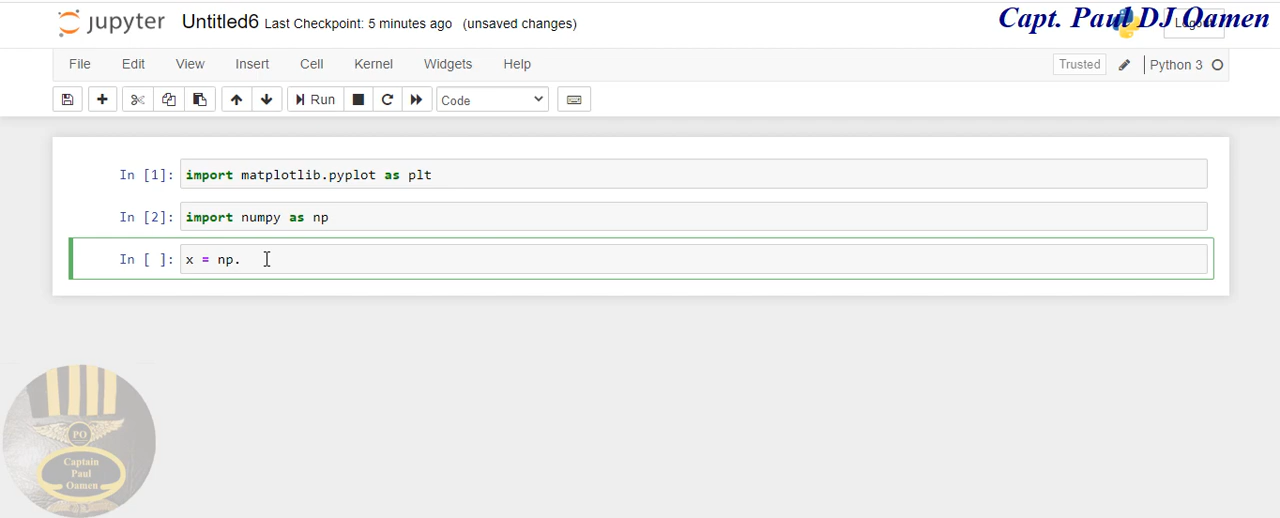 jupyter Untitled6 Last Checkpoint: 5 minutes ago (unsaved changes)
Capt. Paul DJ Oamen
File Edit View Insert Cell Kernel Widgets Help Trusted Python 3
Run Code
In [1]: import matplotlib.pyplot as plt
In [2]: import numpy as np
In [ ]: x = np.
PO
Captain
Paul
Oamen